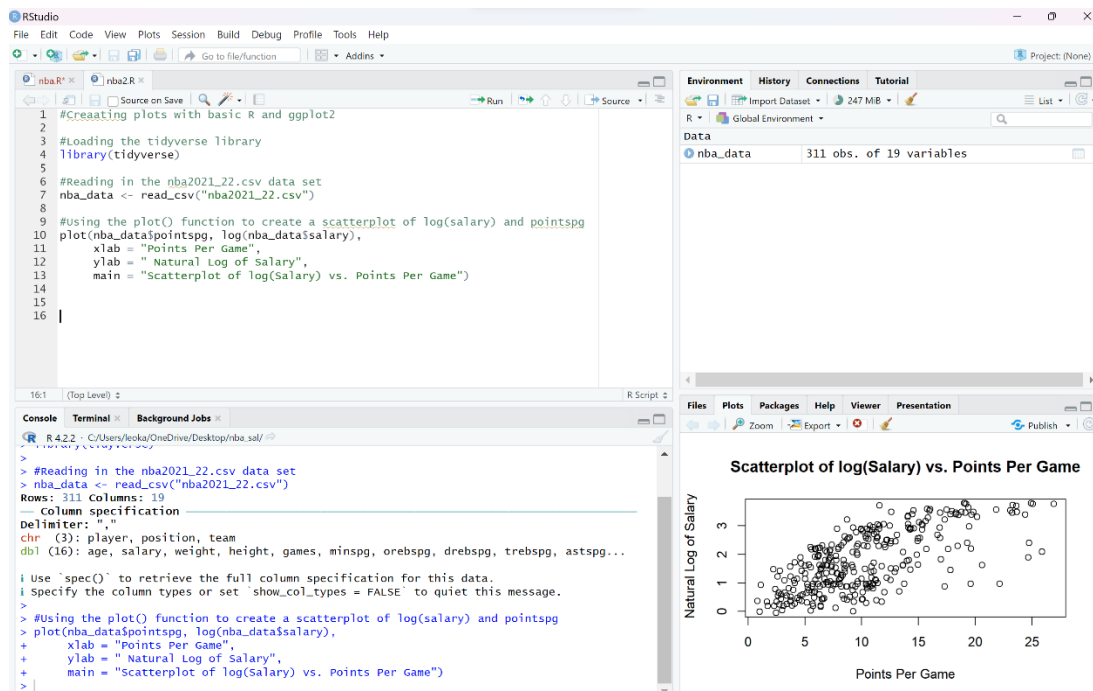 RStudio
File Edit Code View Plots Session Build Debug Profile Tools Help
Go to file/function Addins Project: (None)
nba.R* nba2.R
Source on Save Run Source
1 #Creaating plots with basic R and ggplot2
2
3 #Loading the tidyverse library
4 library(tidyverse)
5
6 #Reading in the nba2021_22.csv data set
7 nba_data <- read_csv("nba2021_22.csv")
8
9 #Using the plot() function to create a scatterplot of log(salary) and pointspg
10 plot(nba_data$pointspg, log(nba_data$salary),
11 xlab = "Points Per Game",
12 ylab = " Natural Log of Salary",
13 main = "Scatterplot of log(Salary) vs. Points Per Game")
14
15
16
16:1 (Top Level) R Script
Console Terminal Background Jobs
R 4.2.2 · C:/Users/leoka/OneDrive/Desktop/nba_sal/
> library(tidyverse)
>
> #Reading in the nba2021_22.csv data set
> nba_data <- read_csv("nba2021_22.csv")
Rows: 311 Columns: 19
── Column specification ──
Delimiter: ","
chr (3): player, position, team
dbl (16): age, salary, weight, height, games, minspg, orebspg, drebspg, trebspg, astspg...
ℹ Use `spec()` to retrieve the full column specification for this data.
ℹ Specify the column types or set `show_col_types = FALSE` to quiet this message.
>
> #Using the plot() function to create a scatterplot of log(salary) and pointspg
> plot(nba_data$pointspg, log(nba_data$salary),
+ xlab = "Points Per Game",
+ ylab = " Natural Log of Salary",
+ main = "Scatterplot of log(Salary) vs. Points Per Game")
>
Environment History Connections Tutorial
Import Dataset 247 MiB List
R Global Environment
Data
nba_data 311 obs. of 19 variables
Files Plots Packages Help Viewer Presentation
Zoom Export Publish
Scatterplot of log(Salary) vs. Points Per Game
Natural Log of Salary
3
2
1
0
0 5 10 15 20 25
Points Per Game